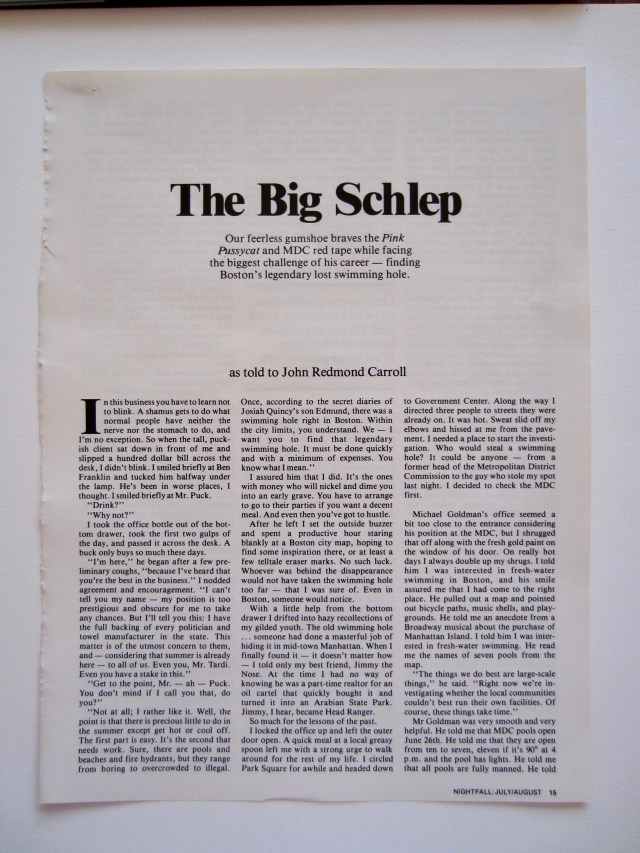 The Big Schlep
Our feerless gumshoe braves the Pink
Pussycat and MDC red tape while facing
the biggest challenge of his career — finding
Boston's legendary lost swimming hole.
as told to John Redmond Carroll
In this business you have to learn not
to blink. A shamus gets to do what
normal people have neither the
nerve nor the stomach to do, and
I'm no exception. So when the tall, puck-
ish client sat down in front of me and
slipped a hundred dollar bill across the
desk, I didn't blink. I smiled briefly at Ben
Franklin and tucked him halfway under
the lamp. He's been in worse places, I
thought. I smiled briefly at Mr. Puck.
"Drink?"
"Why not?"
I took the office bottle out of the bot-
tom drawer, took the first two gulps
of the day, and passed it across the desk. A
buck only buys so much these days.
"I'm here," he began after a few pre-
liminary coughs, "because I've heard that
you're the best in the business." I nodded
agreement and encouragement. "I can't
tell you my name — my position is too
prestigious and obscure for me to take
any chances. But I'll tell you this: I have
the full backing of every politician and
towel manufacturer in the state. This
matter is of the utmost concern to them,
and — considering that summer is already
here — to all of us. Even you, Mr. Tardi.
Even you have a stake in this."
"Get to the point, Mr. — ah — Puck.
You don't mind if I call you that, do
you?"
"Not at all; I rather like it. Well, the
point is that there is precious little to do in
the summer except get hot or cool off.
The first part is easy. It's the second that
needs work. Sure, there are pools and
beaches and fire hydrants, but they range
from boring to overcrowded to illegal.
Once, according to the secret diaries of
Josiah Quincy's son Edmund, there was a
swimming hole right in Boston. Within
the city limits, you understand. We — I
want you to find that legendary
swimming hole. It must be done quickly
and with a minimum of expenses. You
know what I mean."
I assured him that I did. It's the ones
with money who will nickel and dime you
into an early grave. You have to arrange
to go to their parties if you want a decent
meal. And even then you've got to hustle.
After he left I set the outside buzzer
and spent a productive hour staring
blankly at a Boston city map, hoping to
find some inspiration there, or at least a
few telltale eraser marks. No such luck.
Whoever was behind the disappearance
would not have taken the swimming hole
too far — that I was sure of. Even in
Boston, someone would notice.
With a little help from the bottom
drawer I drifted into hazy recollections of
my gilded youth. The old swimming hole
... someone had done a masterful job of
hiding it in mid-town Manhattan. When I
finally found it — it doesn't matter how
— I told only my best friend, Jimmy the
Nose. At the time I had no way of
knowing he was a part-time realtor for an
oil cartel that quickly bought it and
turned it into an Arabian State Park.
Jimmy, I hear, became Head Ranger.
So much for the lessons of the past.
I locked the office up and left the outer
door open. A quick meal at a local greasy
spoon left me with a strong urge to walk
around for the rest of my life. I circled
Park Square for awhile and headed down
to Government Center. Along the way I
directed three people to streets they were
already on. It was hot. Sweat slid off my
elbows and hissed at me from the pave-
ment. I needed a place to start the investi-
gation. Who would steal a swimming
hole? It could be anyone — from a
former head of the Metropolitan District
Commission to the guy who stole my spot
last night. I decided to check the MDC
first.
Michael Goldman's office seemed a
bit too close to the entrance considering
his position at the MDC, but I shrugged
that off along with the fresh gold paint on
the window of his door. On really hot
days I always double up my shrugs. I told
him I was interested in fresh-water
swimming in Boston, and his smile
assured me that I had come to the right
place. He pulled out a map and pointed
out bicycle paths, music shells, and play-
grounds. He told me an anecdote from a
Broadway musical about the purchase of
Manhattan Island. I told him I was inter-
ested in fresh-water swimming. He read
me the names of seven pools from the
map.
"The things we do best are large-scale
things," he said. "Right now we're in-
vestigating whether the local communities
couldn't best run their own facilities. Of
course, these things take time."
Mr Goldman was very smooth and very
helpful. He told me that MDC pools open
June 26th. He told me that they are open
from ten to seven, eleven if it's 90° at 4
p.m. and the pool has lights. He told me
that all pools are fully manned. He told
NIGHTFALL: JULY/AUGUST 15